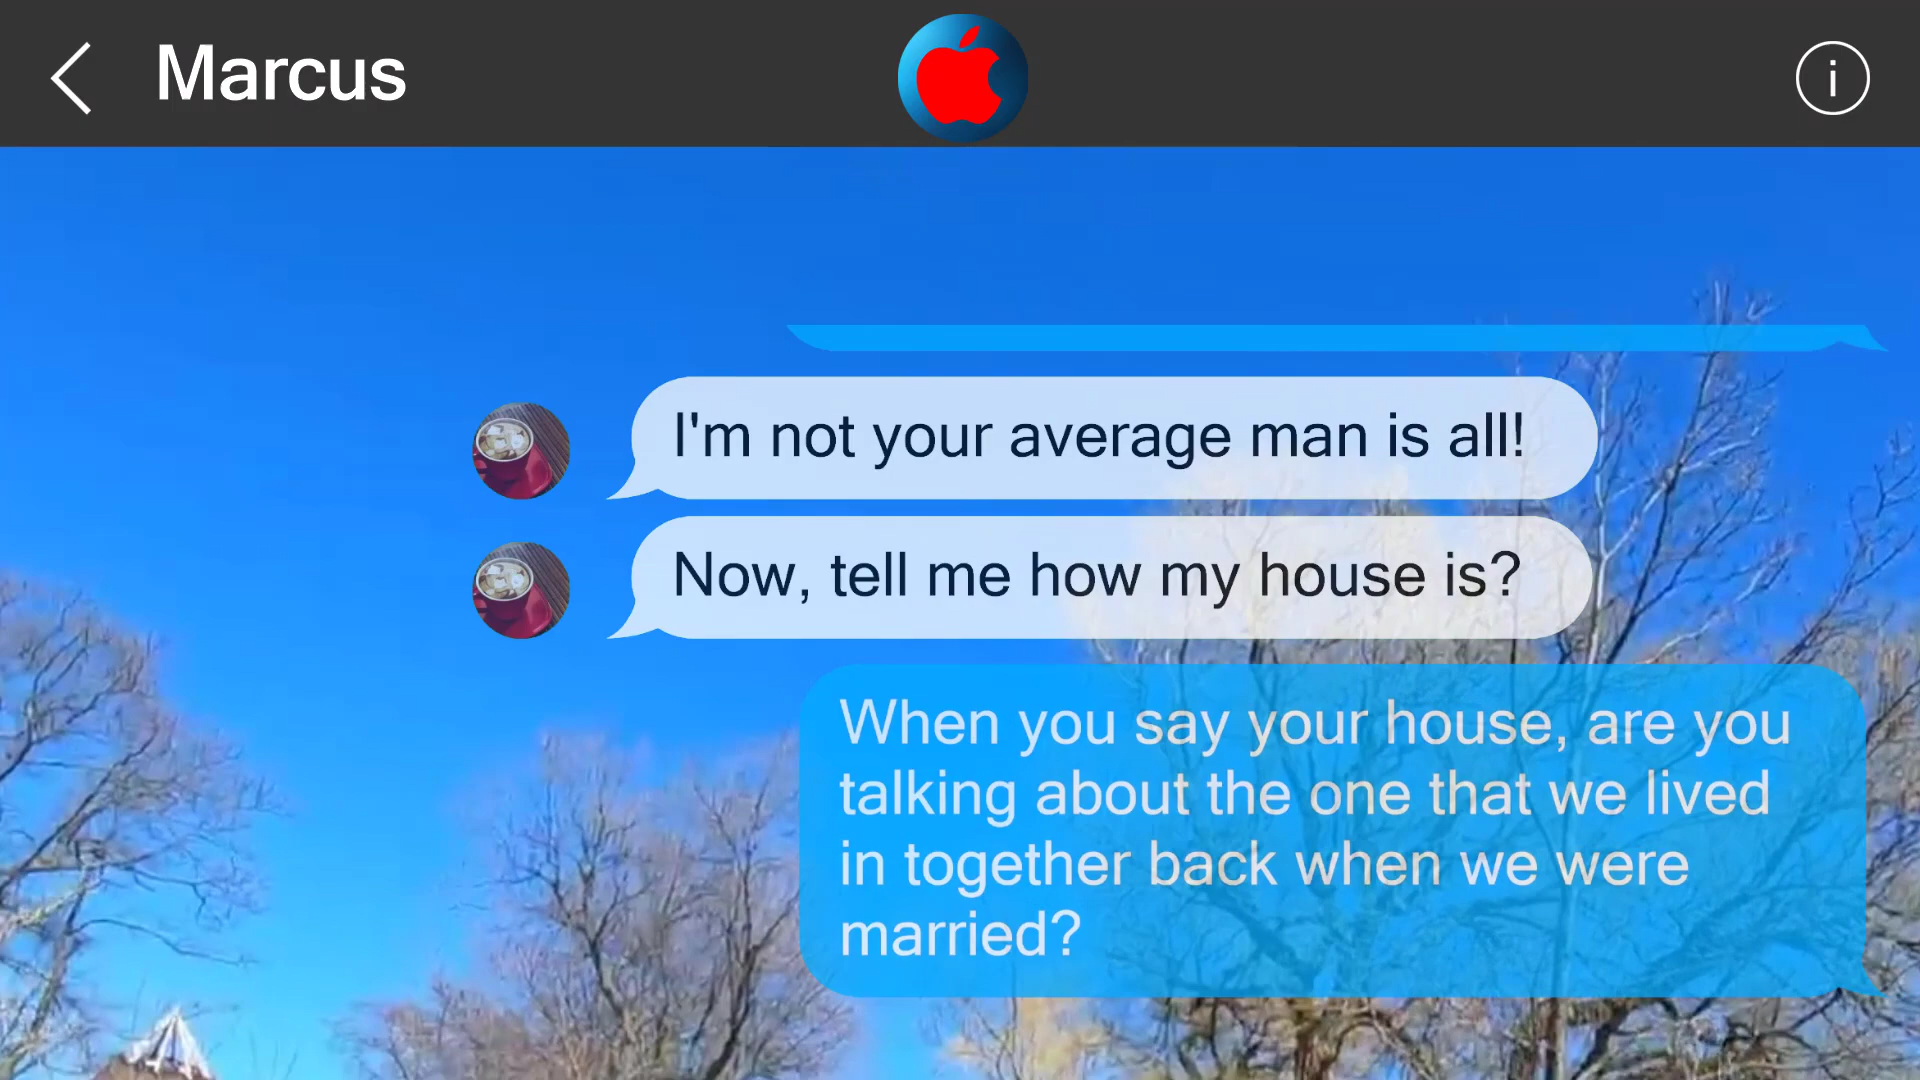 Marcus
i
I'm not your average man is all!
Now, tell me how my house is?
When you say your house, are you
talking about the one that we lived
in together back when we were
married?